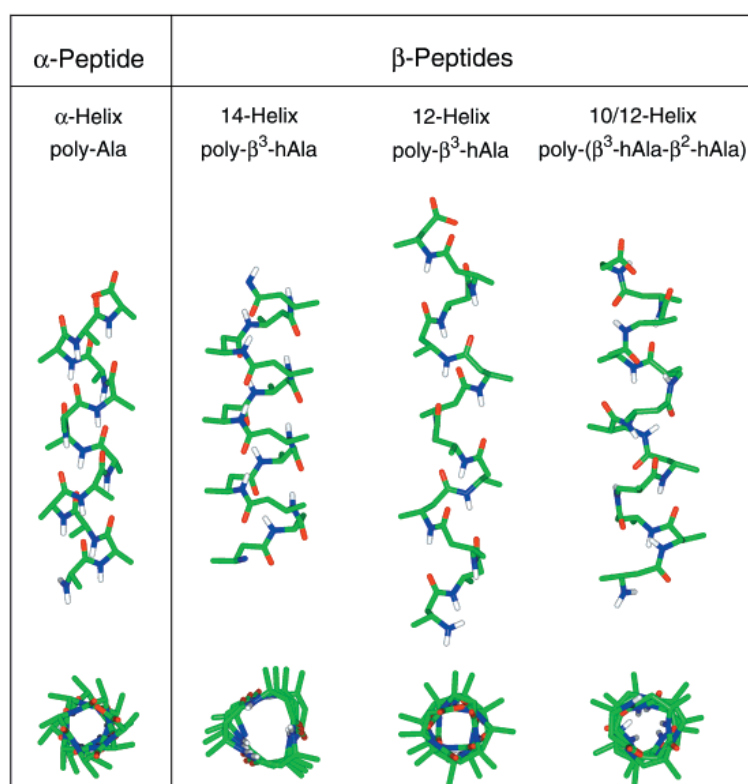 α-Peptide
β-Peptides
α-Helix
poly-Ala
14-Helix
poly-β³-hAla
12-Helix
poly-β³-hAla
10/12-Helix
poly-(β³-hAla-β²-hAla)